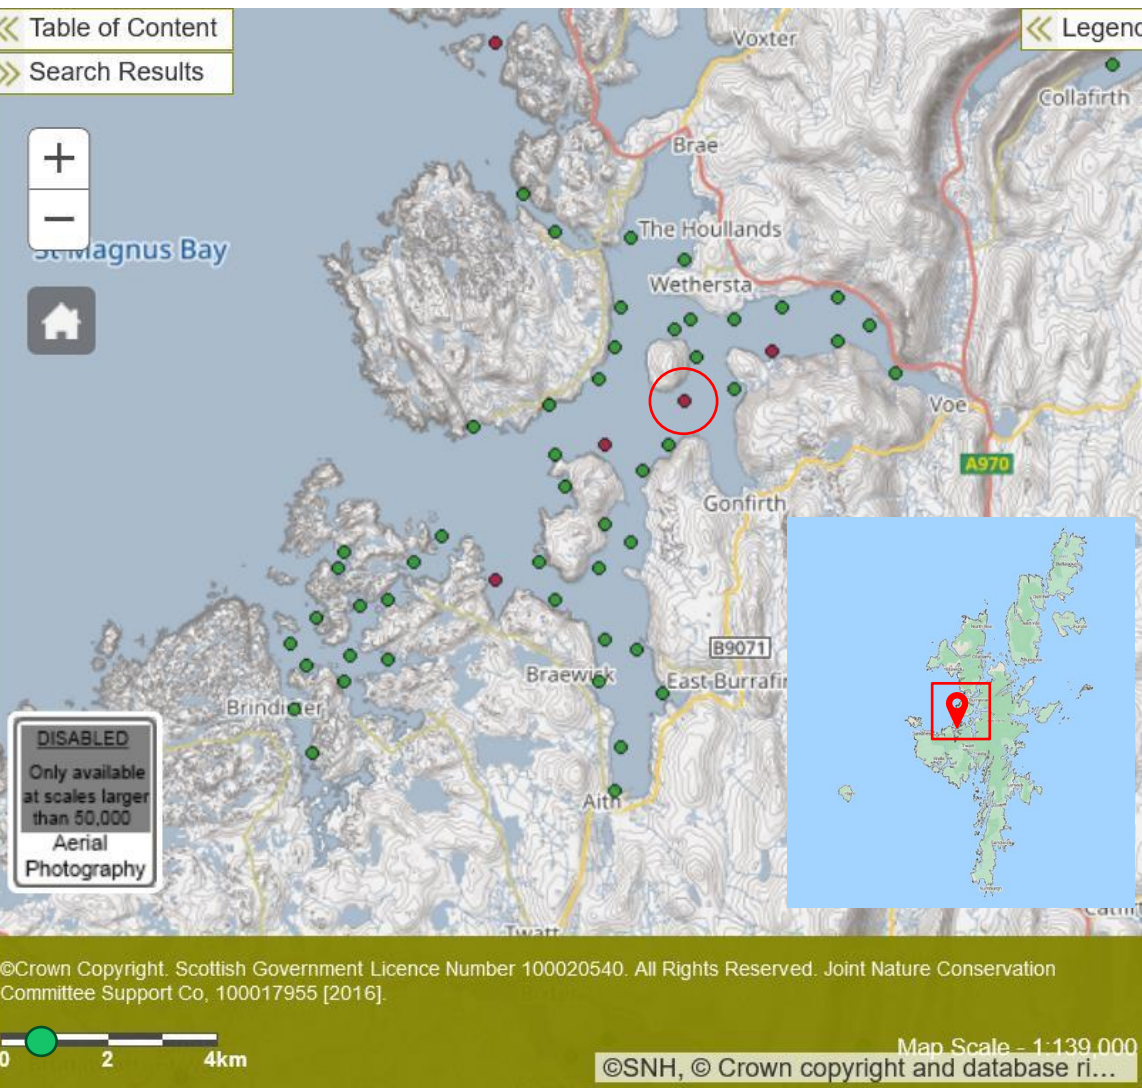 Table of Content
Search Results
Legend
Voxter
Collafirth
Brae
The Houllands
St Magnus Bay
Wethersta
Voe
A970
Gonfirth
B9071
Braewick
East Burrafir
Brindister
DISABLED
Only available
at scales larger
than 50,000
Aerial
Photography
Aith
Twatt
©Crown Copyright. Scottish Government Licence Number 100020540. All Rights Reserved. Joint Nature Conservation
Committee Support Co, 100017955 [2016].
0 2 4km
Map Scale - 1:139,000
©SNH, © Crown copyright and database ri...